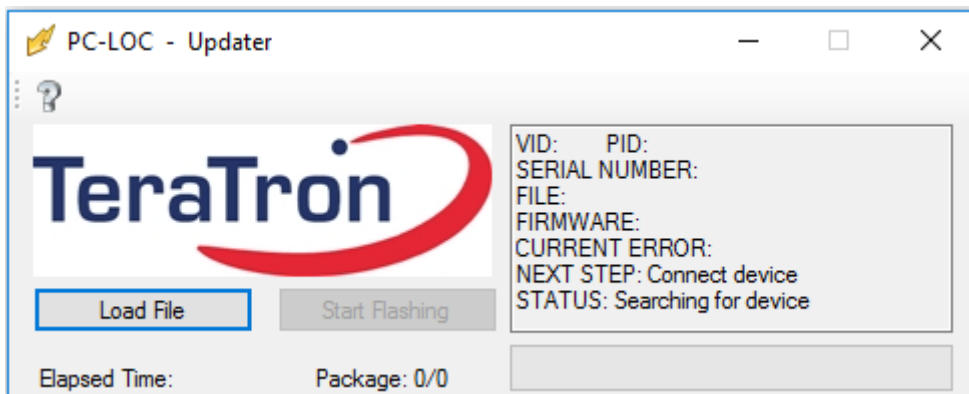 PC-LOC - Updater
TeraTron
VID: PID:
SERIAL NUMBER:
FILE:
FIRMWARE:
CURRENT ERROR:
NEXT STEP: Connect device
STATUS: Searching for device
Load File
Start Flashing
Elapsed Time:
Package: 0/0